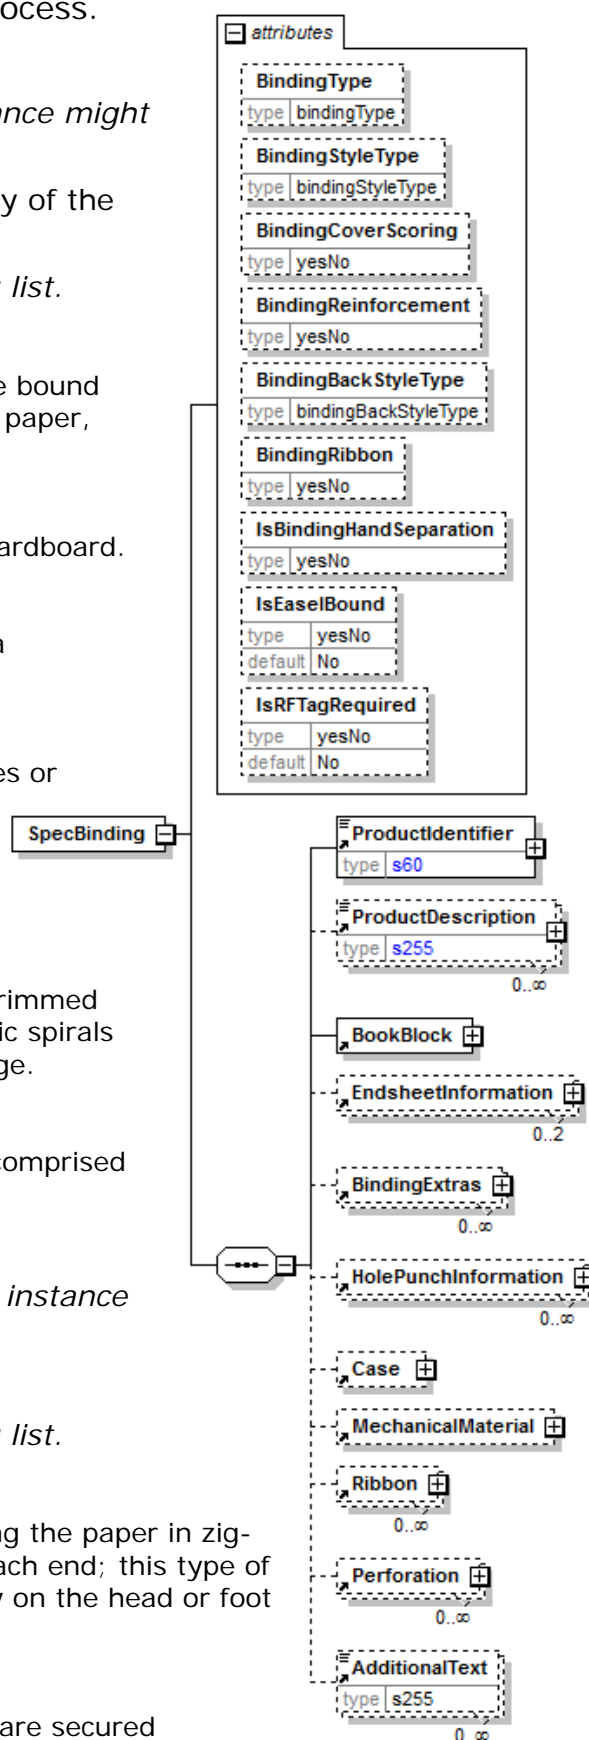 ocess.
attributes
BindingType
type bindingType
ance might
BindingStyleType
type bindingStyleType
y of the
BindingCoverScoring
type yesNo
list.
BindingReinforcement
type yesNo
e bound
paper,
BindingBackStyleType
type bindingBackStyleType
BindingRibbon
type yesNo
ardboard.
IsBindingHandSeparation
type yesNo
IsEaselBound
type yesNo
default No
a
IsRFTagRequired
type yesNo
default No
es or
SpecBinding
ProductIdentifier
type s60
ProductDescription
type s255
0..∞
rimmed
ic spirals
ge.
BookBlock
EndsheetInformation
0..2
comprised
BindingExtras
0..∞
instance
HolePunchInformation
0..∞
Case
list.
MechanicalMaterial
Ribbon
0..∞
ng the paper in zig-
ach end; this type of
y on the head or foot
Perforation
0..∞
AdditionalText
type s255
0..∞
are secured